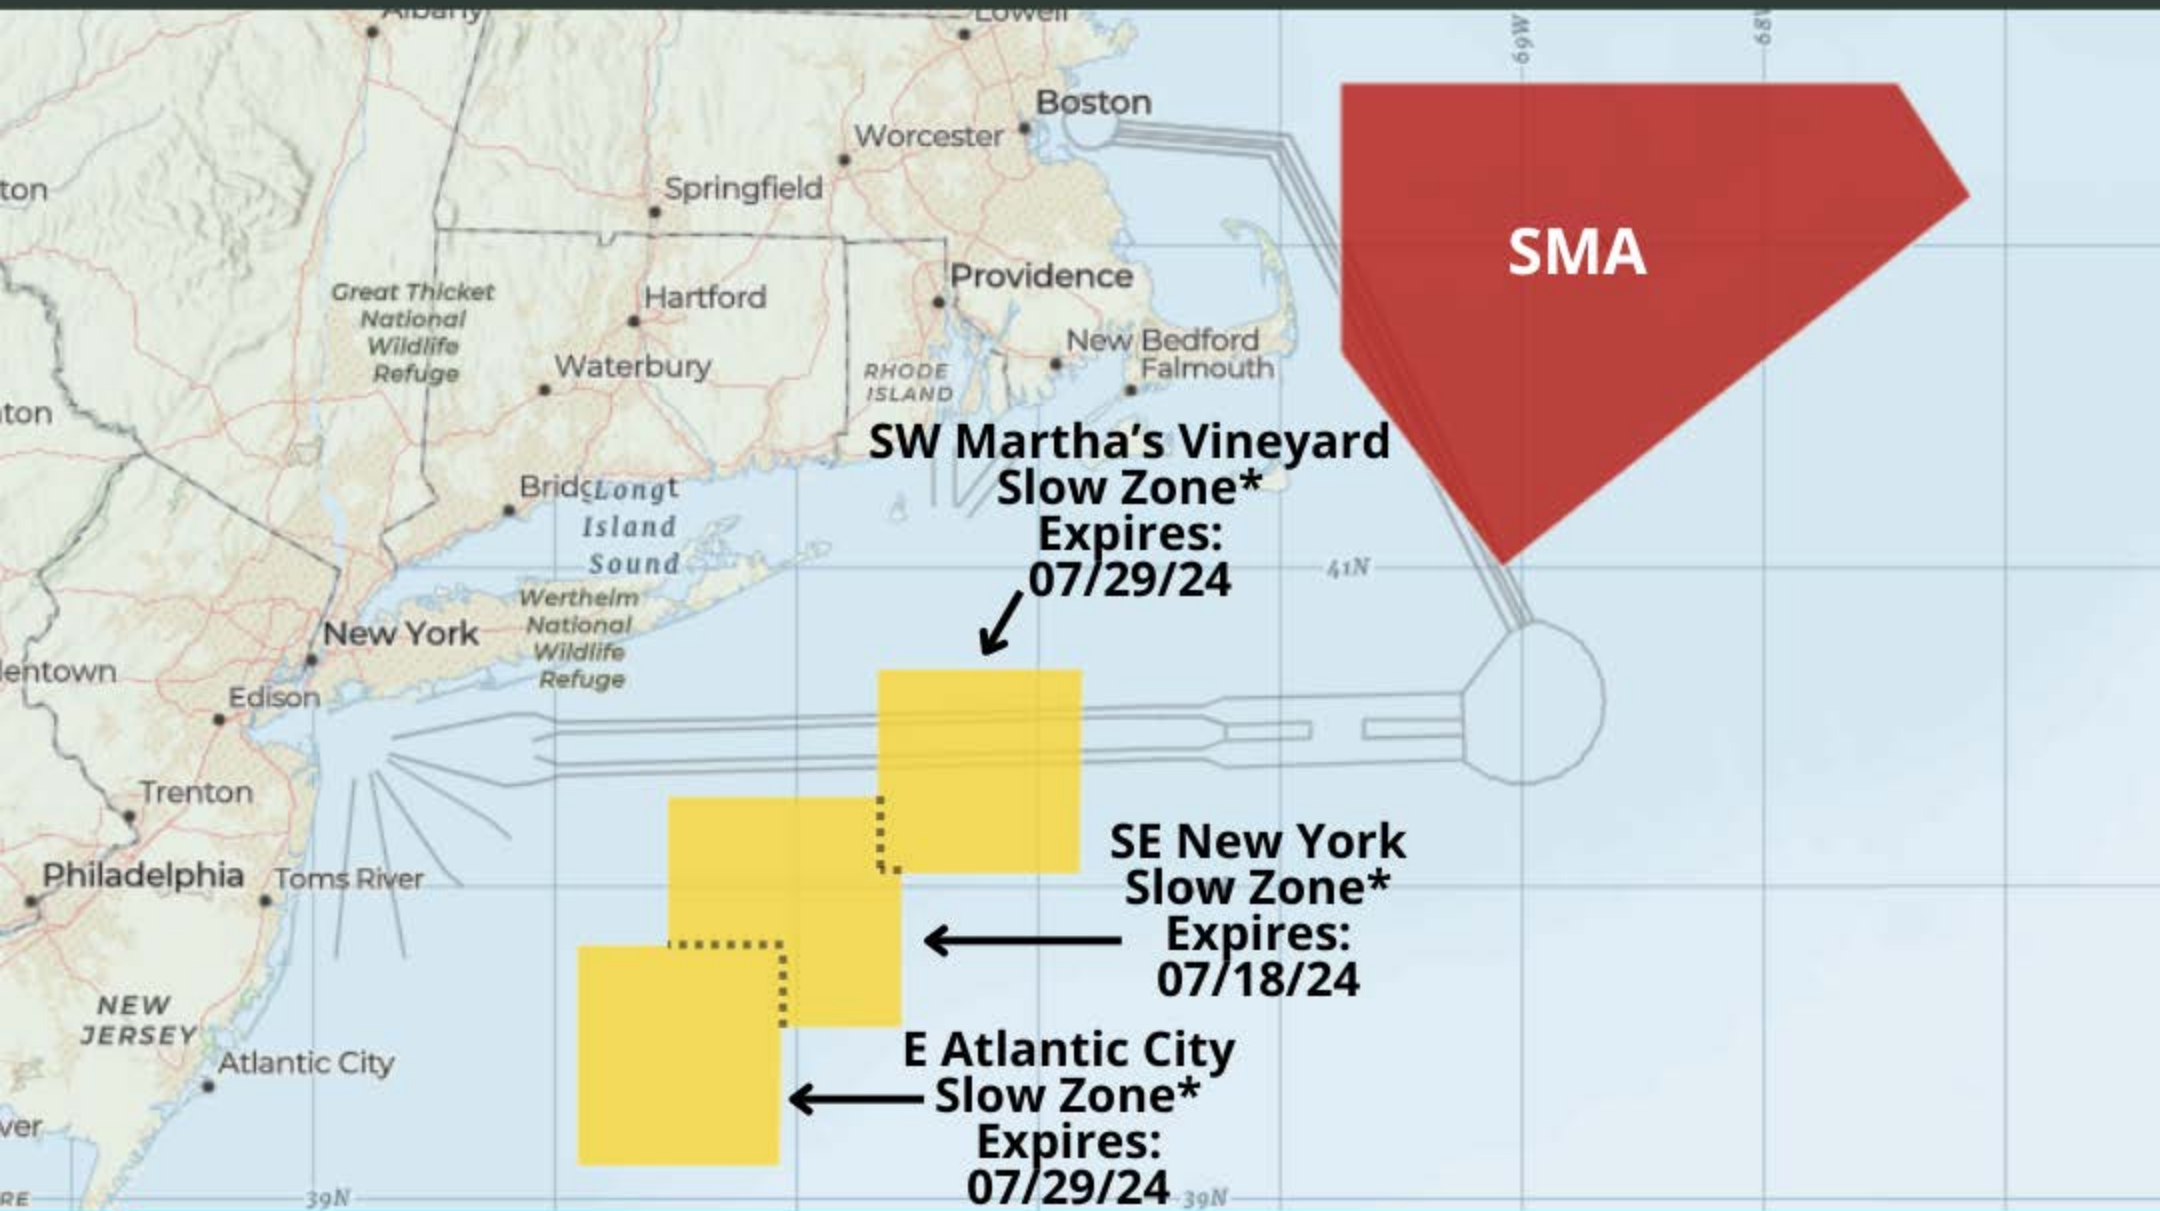 Albany
Lowell
69W
68W
Boston
Worcester
ton
Springfield
SMA
Providence
Great Thicket
National
Wildlife
Refuge
Hartford
New Bedford
Falmouth
Waterbury
RHODE
ISLAND
ton
SW Martha’s Vineyard
Slow Zone*
Expires:
07/29/24
Long
Island
Sound
41N
Wertheim
National
Wildlife
Refuge
New York
lentown
Edison
Trenton
SE New York
Slow Zone*
Expires:
07/18/24
Philadelphia
Toms River
NEW
JERSEY
Atlantic City
E Atlantic City
Slow Zone*
Expires:
07/29/24
ver
RE
39N
39N